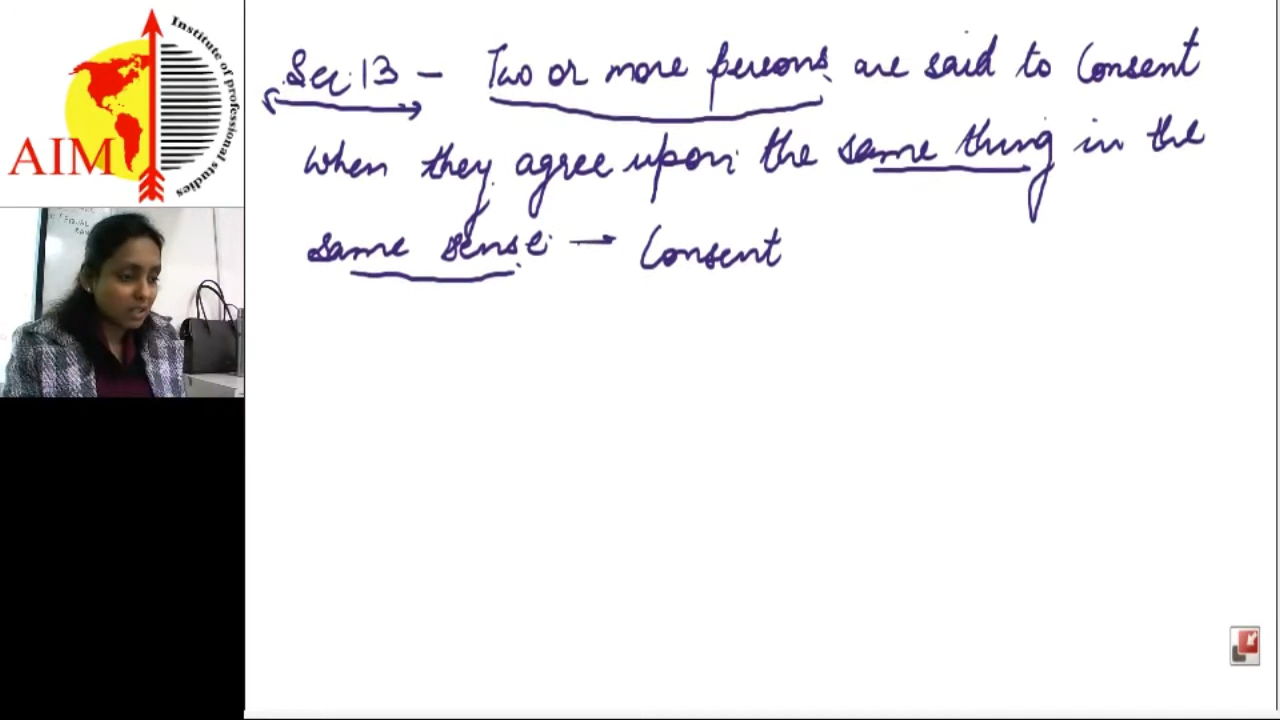 Institute of professional studies
AIM
EQUAL
Sec. 13 - Two or more persons are said to Consent
when they agree upon the same thing in the
same sense → Consent